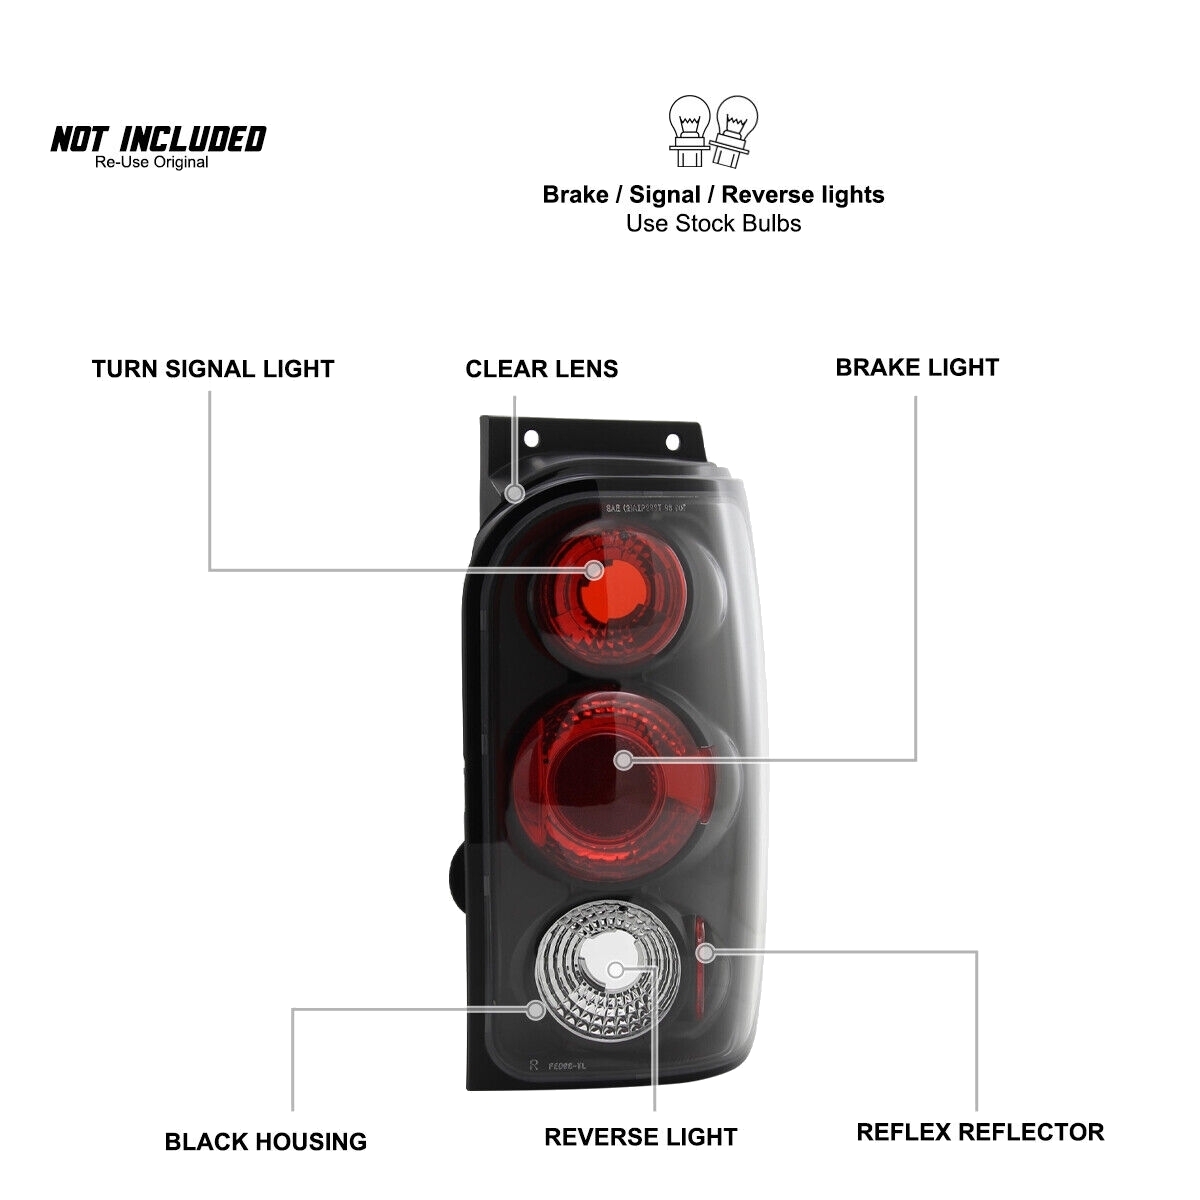 NOT INCLUDED
Re-Use Original
Brake / Signal / Reverse lights
Use Stock Bulbs
TURN SIGNAL LIGHT
CLEAR LENS
BRAKE LIGHT
R
BLACK HOUSING
REVERSE LIGHT
REFLEX REFLECTOR